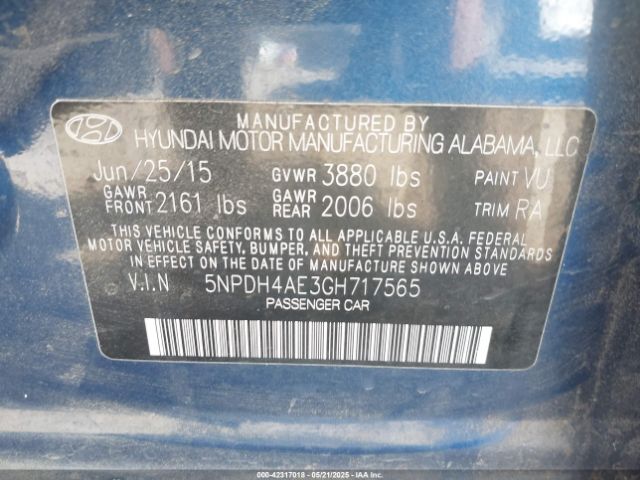 MANUFACTURED BY
HYUNDAI MOTOR MANUFACTURING ALABAMA, LLC
Jun/25/15 GVWR 3880 lbs PAINT VU
GAWR FRONT 2161 lbs GAWR REAR 2006 lbs TRIM RA
THIS VEHICLE CONFORMS TO ALL APPLICABLE U.S.A. FEDERAL
MOTOR VEHICLE SAFETY, BUMPER, AND THEFT PREVENTION STANDARDS
IN EFFECT ON THE DATE OF MANUFACTURE SHOWN ABOVE.
V.I.N 5NPDH4AE3GH717565
PASSENGER CAR
000-42317018 - 05/21/2025 - IAAI.COM